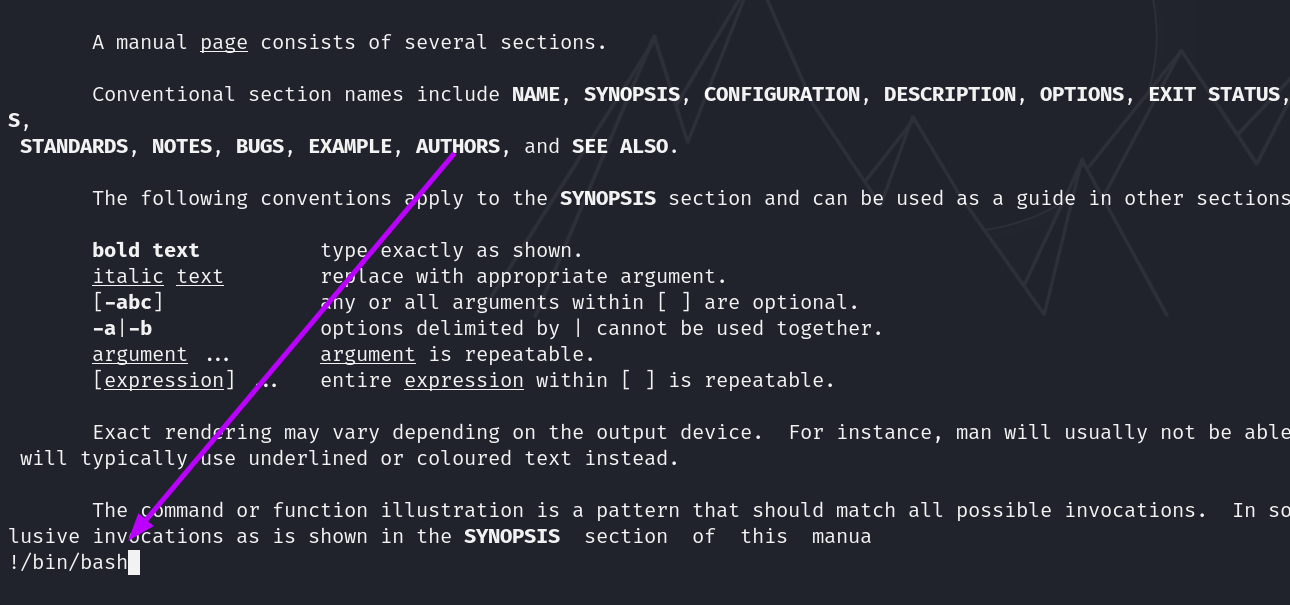 A manual page consists of several sections.
Conventional section names include NAME, SYNOPSIS, CONFIGURATION, DESCRIPTION, OPTIONS, EXIT STATUS,
S,
STANDARDS, NOTES, BUGS, EXAMPLE, AUTHORS, and SEE ALSO.
The following conventions apply to the SYNOPSIS section and can be used as a guide in other sections
bold text type exactly as shown.
italic text replace with appropriate argument.
[-abc] any or all arguments within [ ] are optional.
-a|-b options delimited by | cannot be used together.
argument ... argument is repeatable.
[expression] ... entire expression within [ ] is repeatable.
Exact rendering may vary depending on the output device. For instance, man will usually not be able
will typically use underlined or coloured text instead.
The command or function illustration is a pattern that should match all possible invocations. In so
lusive invocations as is shown in the SYNOPSIS section of this manua
!/bin/bash